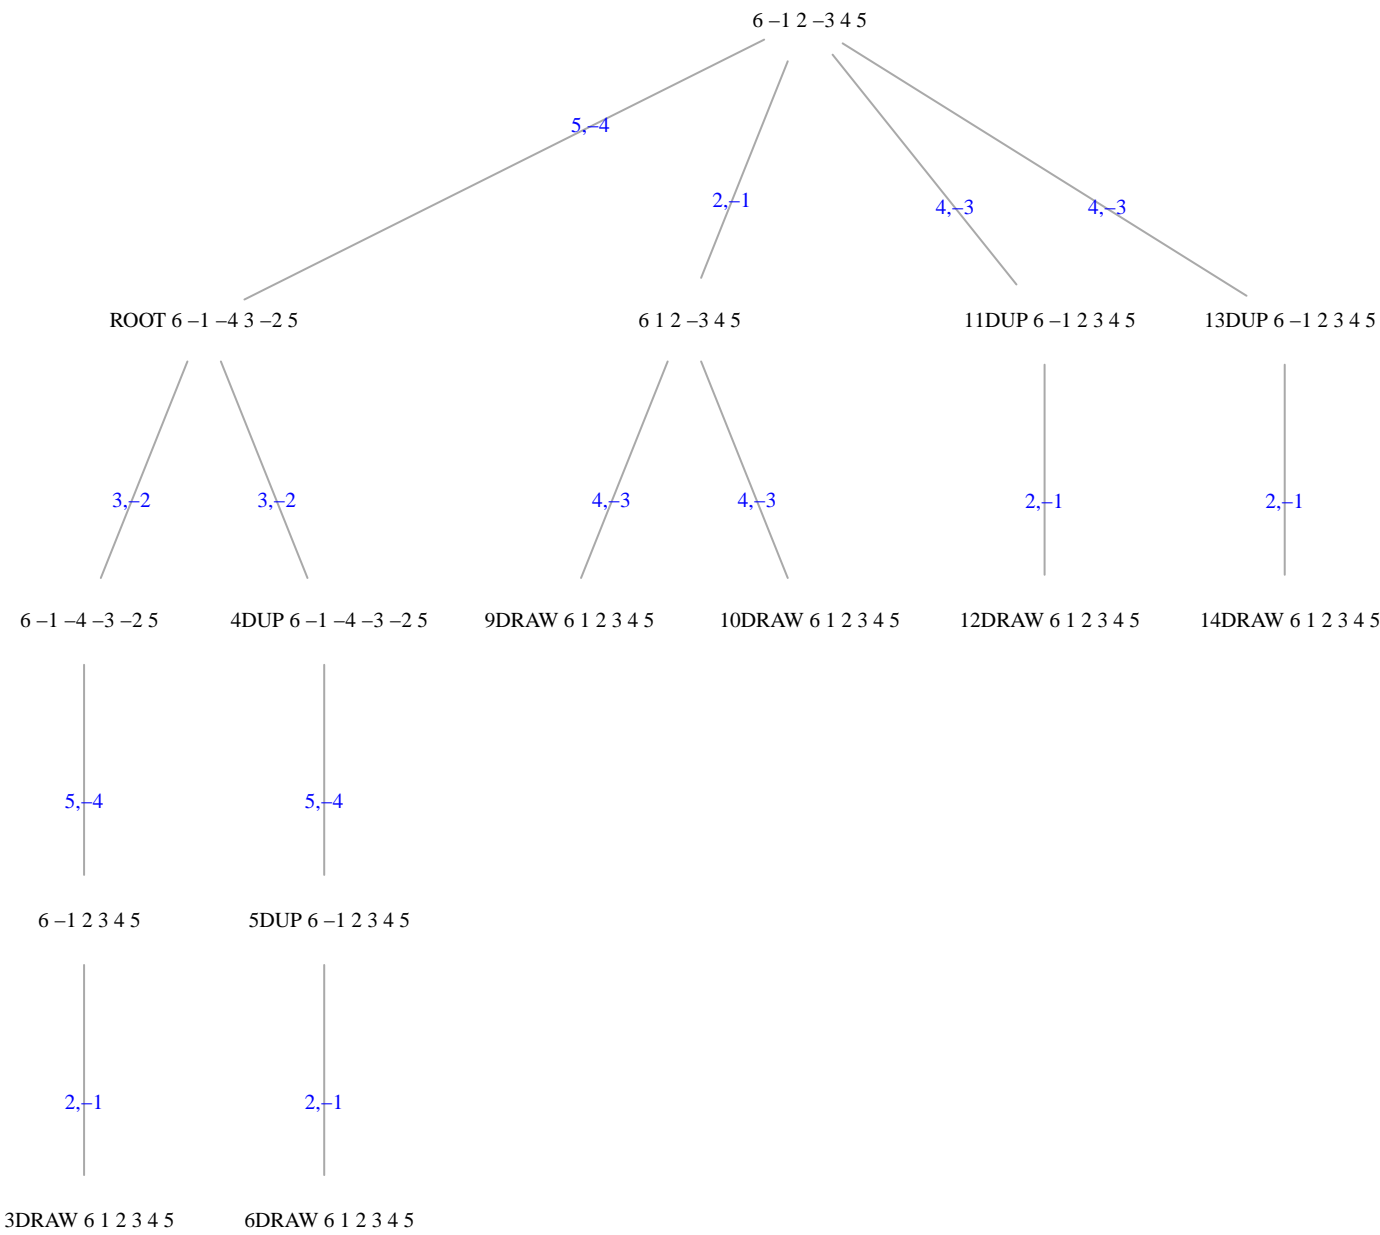 6 –1 2 –3 4 5
5,–4
2,–1
4,–3
4,–3
ROOT 6 –1 –4 3 –2 5
6 1 2 –3 4 5
11DUP 6 –1 2 3 4 5
13DUP 6 –1 2 3 4 5
3,–2
3,–2
4,–3
4,–3
2,–1
2,–1
6 –1 –4 –3 –2 5
4DUP 6 –1 –4 –3 –2 5
9DRAW 6 1 2 3 4 5
10DRAW 6 1 2 3 4 5
12DRAW 6 1 2 3 4 5
14DRAW 6 1 2 3 4 5
5,–4
5,–4
6 –1 2 3 4 5
5DUP 6 –1 2 3 4 5
2,–1
2,–1
3DRAW 6 1 2 3 4 5
6DRAW 6 1 2 3 4 5